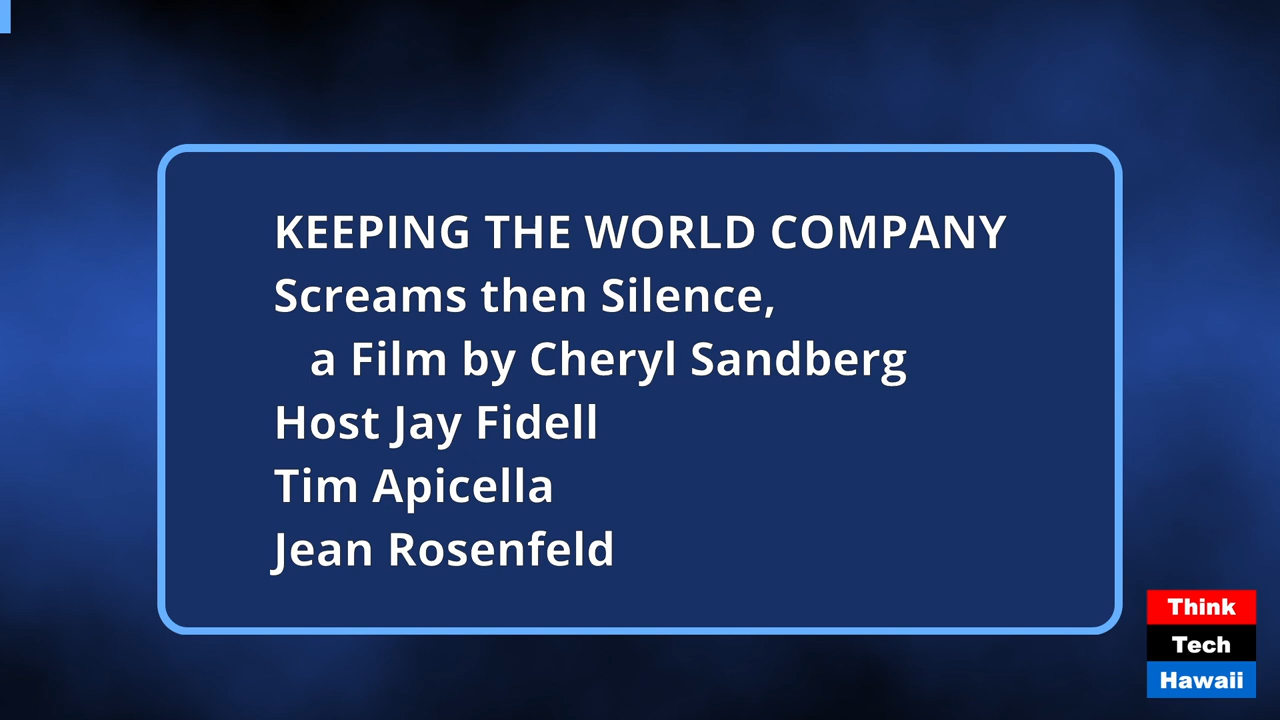 KEEPING THE WORLD COMPANY
Screams then Silence,
a Film by Cheryl Sandberg
Host Jay Fidell
Tim Apicella
Jean Rosenfeld
Think
Tech
Hawaii